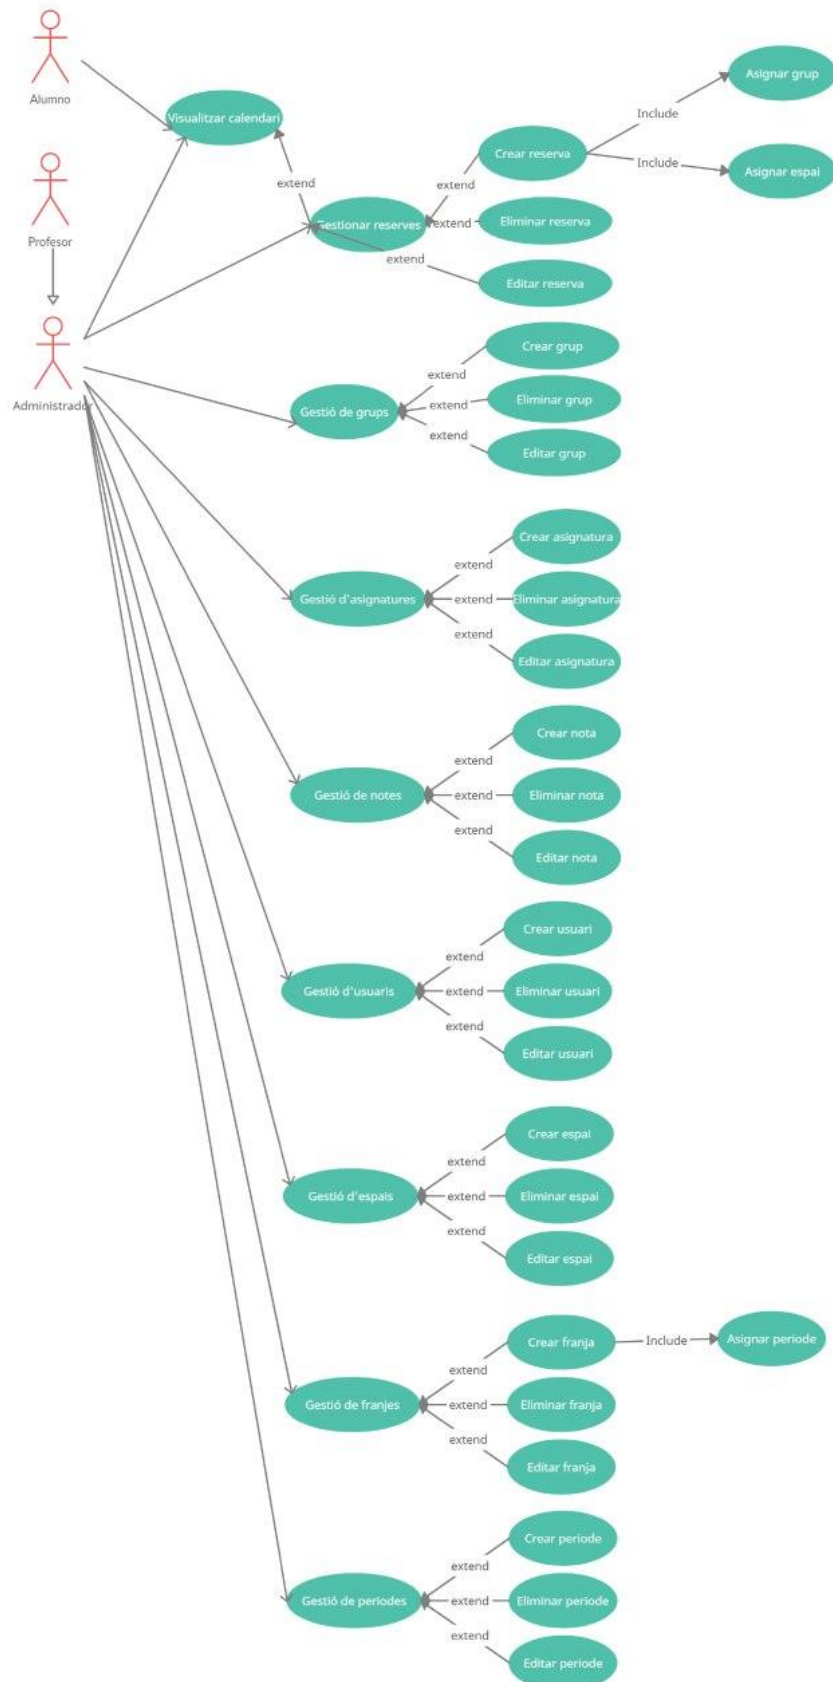 Alumno
Visualitzar calendari
Asignar grup
Include
Crear reserva
Include
Asignar espai
extend
extend
Profesor
Gestionar reserves
extend
Eliminar reserva
extend
Editar reserva
Administrador
Crear grup
extend
Gestió de grups
extend
Eliminar grup
extend
Editar grup
Crear asignatura
extend
Gestió d'asignatures
extend
Eliminar asignatura
extend
Editar asignatura
Crear nota
extend
Gestió de notes
extend
Eliminar nota
extend
Editar nota
Crear usuari
extend
Gestió d'usuaris
extend
Eliminar usuari
extend
Editar usuari
Crear espai
extend
Gestió d'espais
extend
Eliminar espai
extend
Editar espai
Crear franja
Include
Asignar periode
extend
Gestió de franjes
extend
Eliminar franja
extend
Editar franja
Crear periode
extend
Gestió de periodes
extend
Eliminar periode
extend
Editar periode